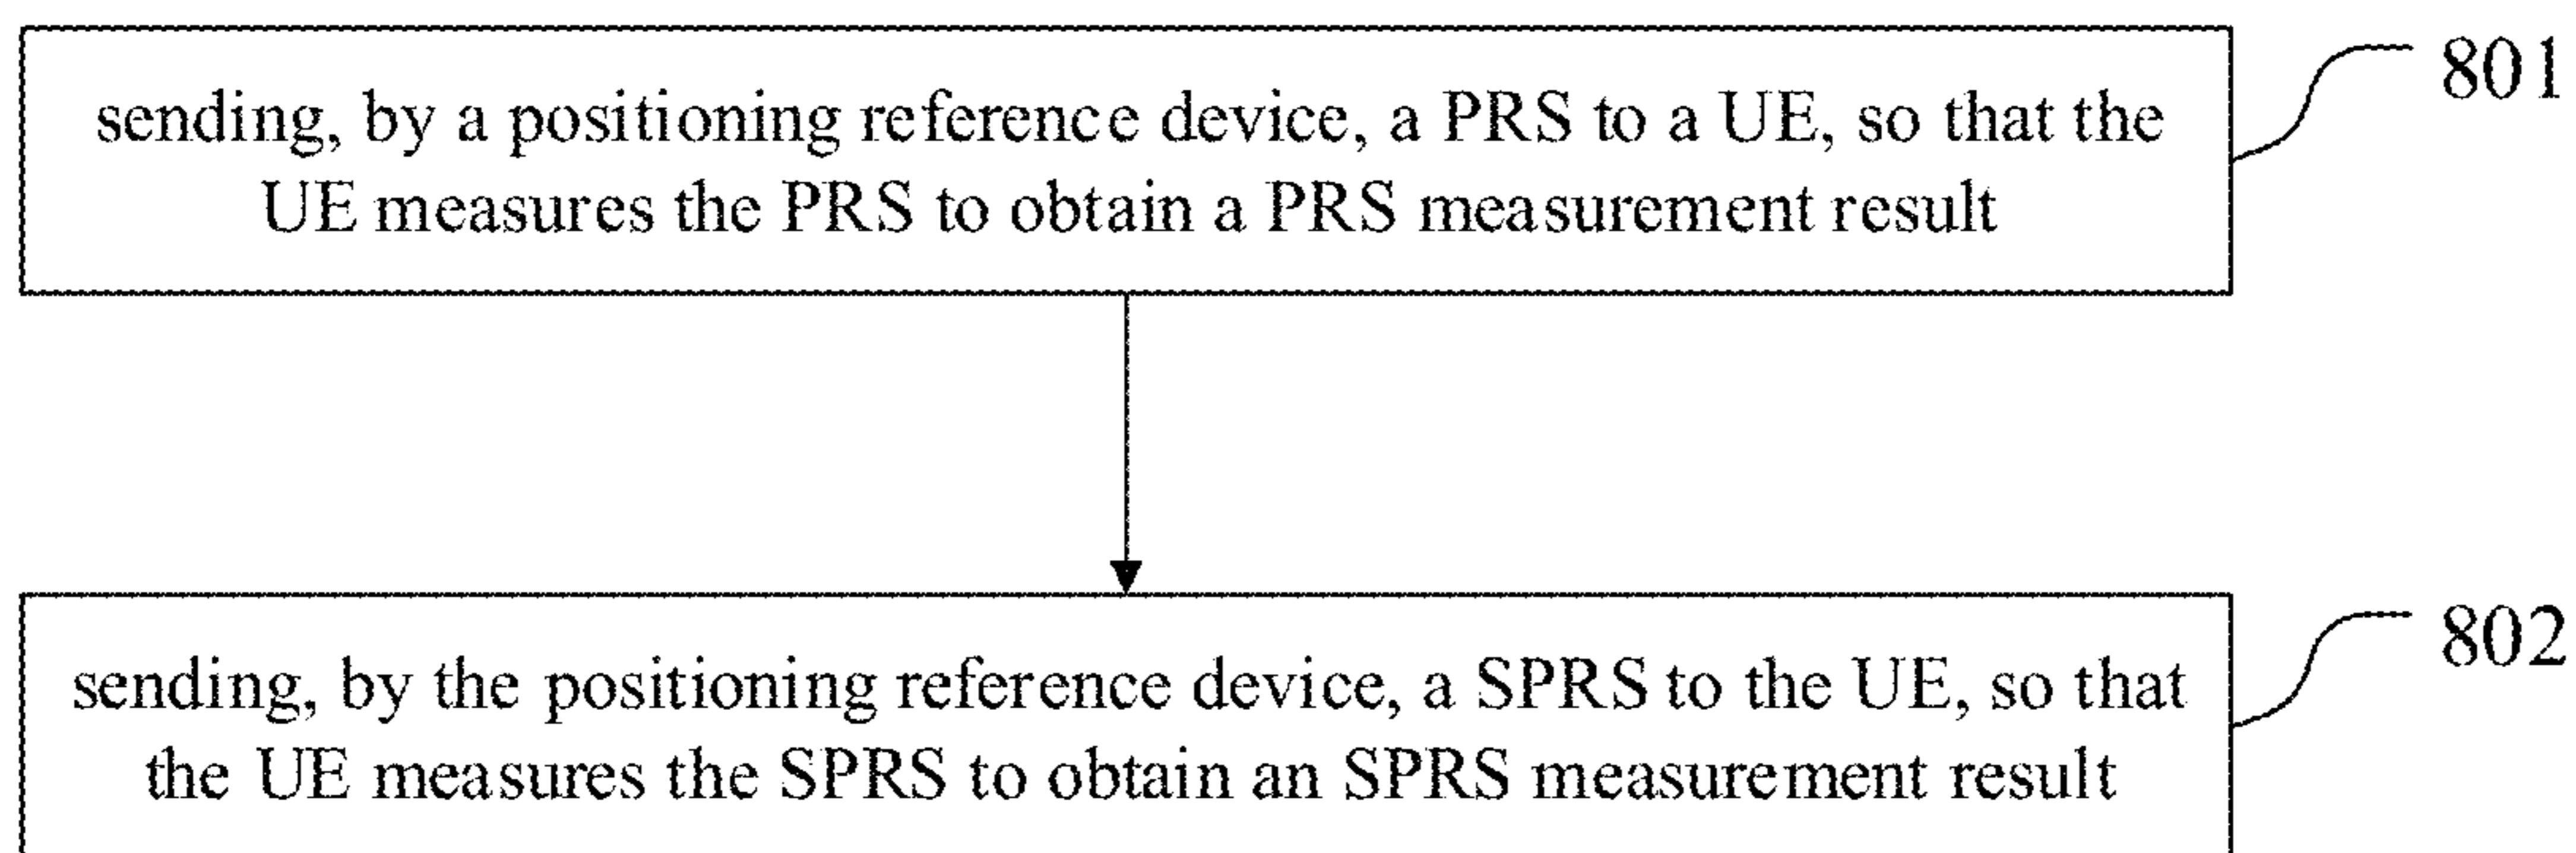 sending, by a positioning reference device, a PRS to a UE, so that the
UE measures the PRS to obtain a PRS measurement result
801
sending, by the positioning reference device, a SPRS to the UE, so that
the UE measures the SPRS to obtain an SPRS measurement result
802